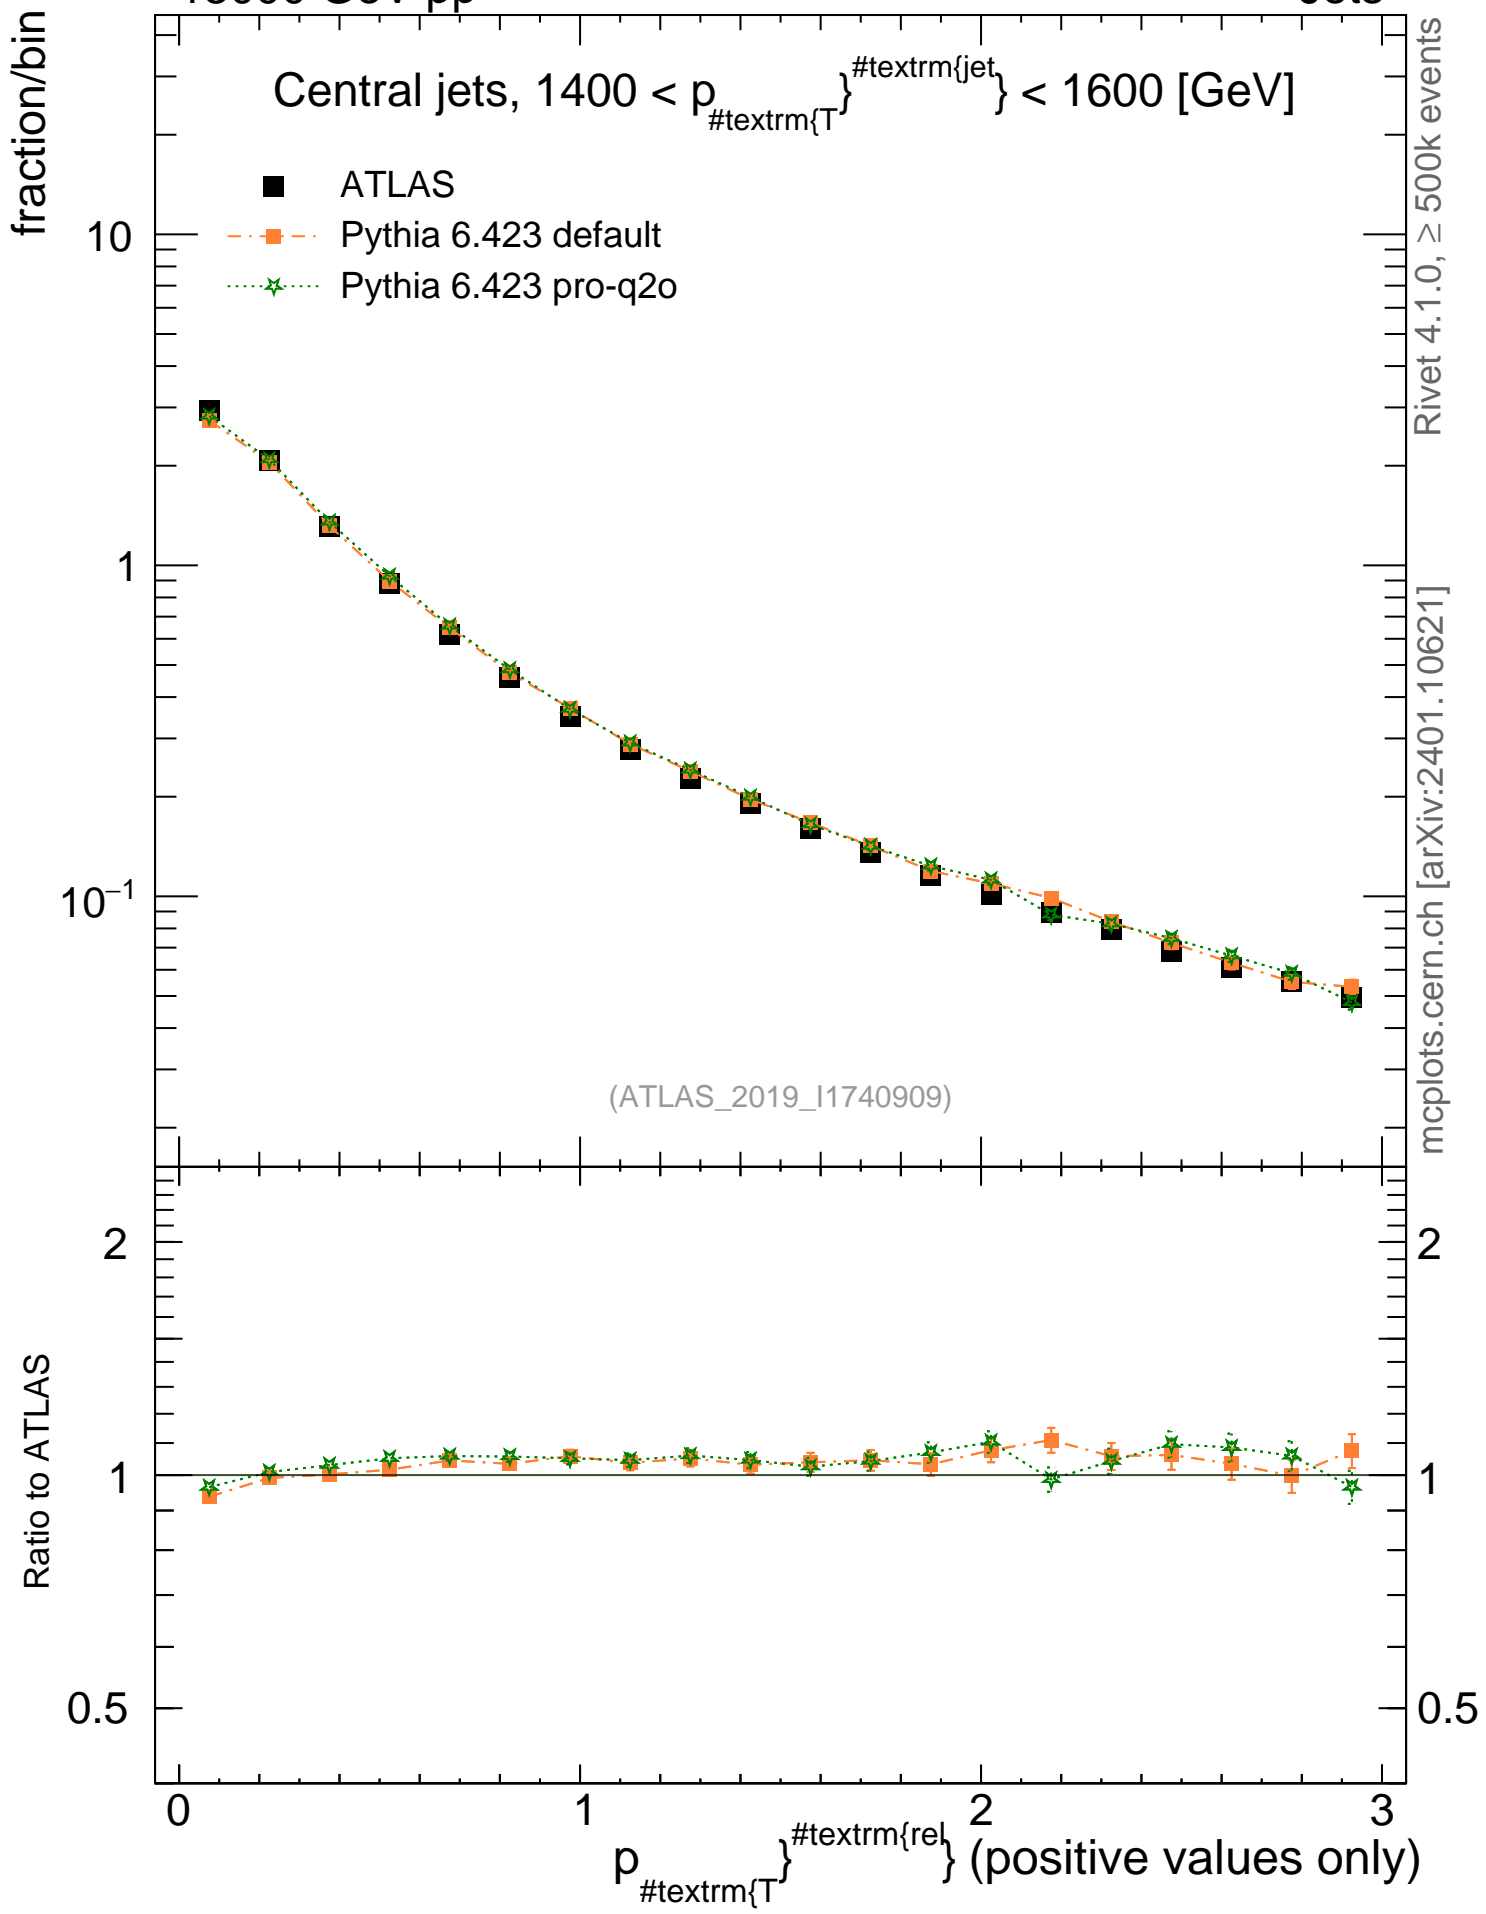 fraction/bin
Central jets, 1400 < p_#textrm{T}^#textrm{jet} < 1600 [GeV]
ATLAS
Pythia 6.423 default
Pythia 6.423 pro-q2o
10
1
10⁻¹
(ATLAS_2019_I1740909)
Rivet 4.1.0, ≥ 500k events
mcplots.cern.ch [arXiv:2401.10621]
Ratio to ATLAS
2
1
0.5
2
1
0.5
0 1 2 3
p_#textrm{T}^#textrm{rel} (positive values only)